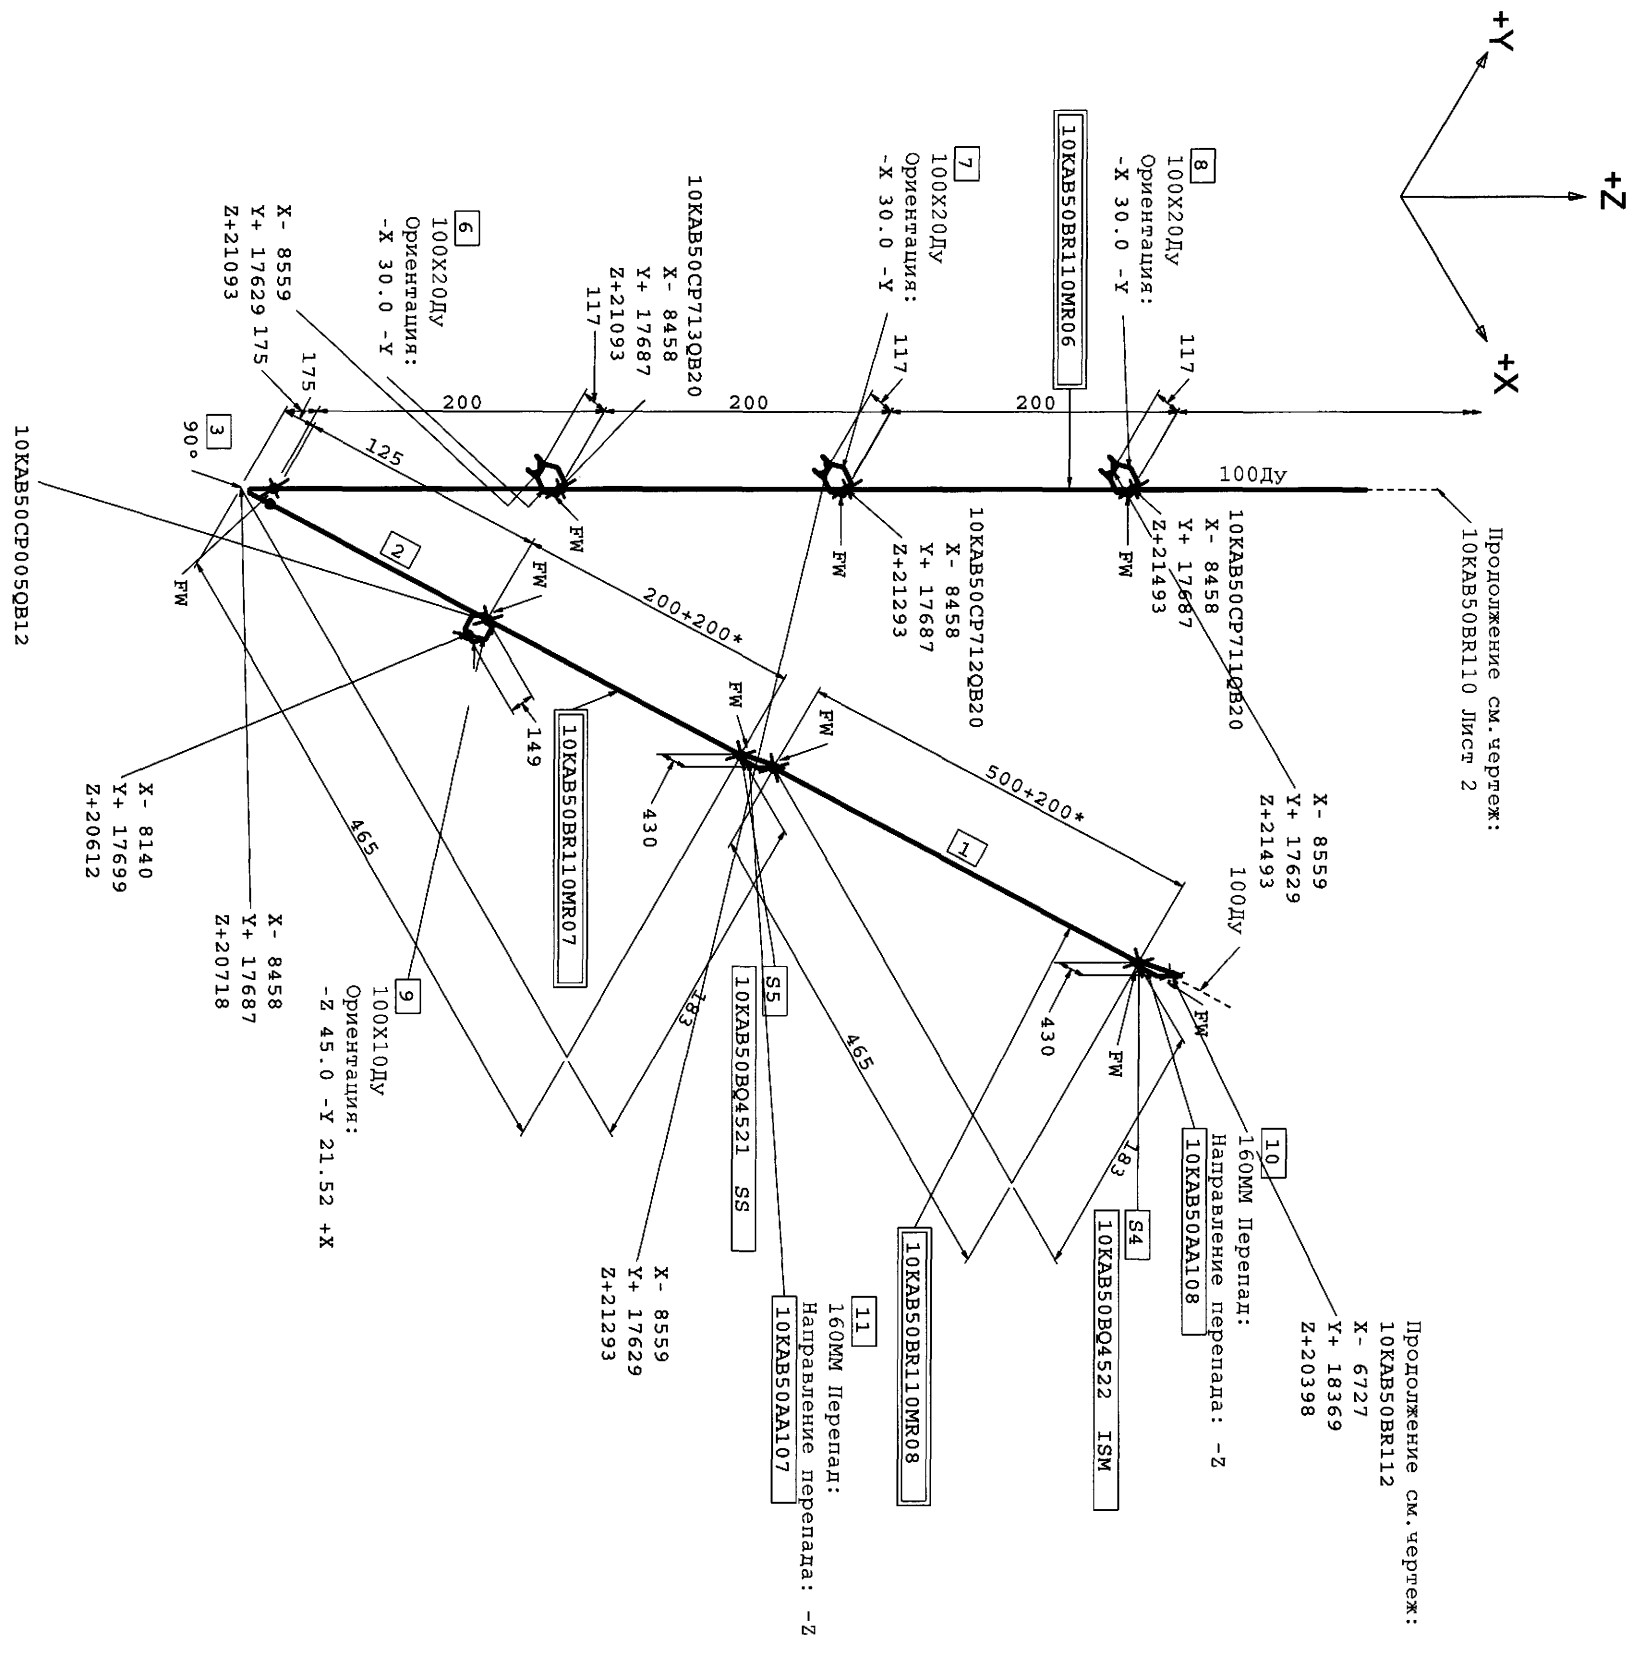 +Y
+Z
+X
8
100X20Ду
Ориентация:
-X 30.0 -Y
7
100X20Ду
Ориентация:
-X 30.0 -Y
6
100X20Ду
Ориентация:
-X 30.0 -Y
10KAB50BR110MR06
117
117
117
200
200
200
175
175
125
10KAB50CP713QB20
X- 8458
Y+ 17687
Z+21093
X- 8559
Y+ 17629
Z+21093
3
90°
10KAB50CP005QB12
100Ду
Продолжение см.чертеж:
10KAB50BR110 Лист 2
10KAB50CP711QB20
X- 8458
Y+ 17687
Z+21493
FW
10KAB50CP712QB20
X- 8458
Y+ 17687
Z+21293
FW
FW
FW
FW
2
200+200*
149
10KAB50BR110MR07
FW
FW
430
500+200*
1
X- 8559
Y+ 17629
Z+21493
100Ду
FW
FW
430
465
183
465
183
X- 8140
Y+ 17699
Z+20612
X- 8458
Y+ 17687
Z+20718
9
100X10Ду
Ориентация:
-Z 45.0 -Y 21.52 +X
S5
10KAB50BQ4521 SS
S4
10KAB50BQ4522 ISM
10
160ММ Перепад:
Направление перепада: -Z
10KAB50AA108
10KAB50BR110MR08
11
160ММ Перепад:
Направление перепада: -Z
10KAB50AA107
X- 8559
Y+ 17629
Z+21293
Продолжение см.чертеж:
10KAB50BR112
X- 6727
Y+ 18369
Z+20398